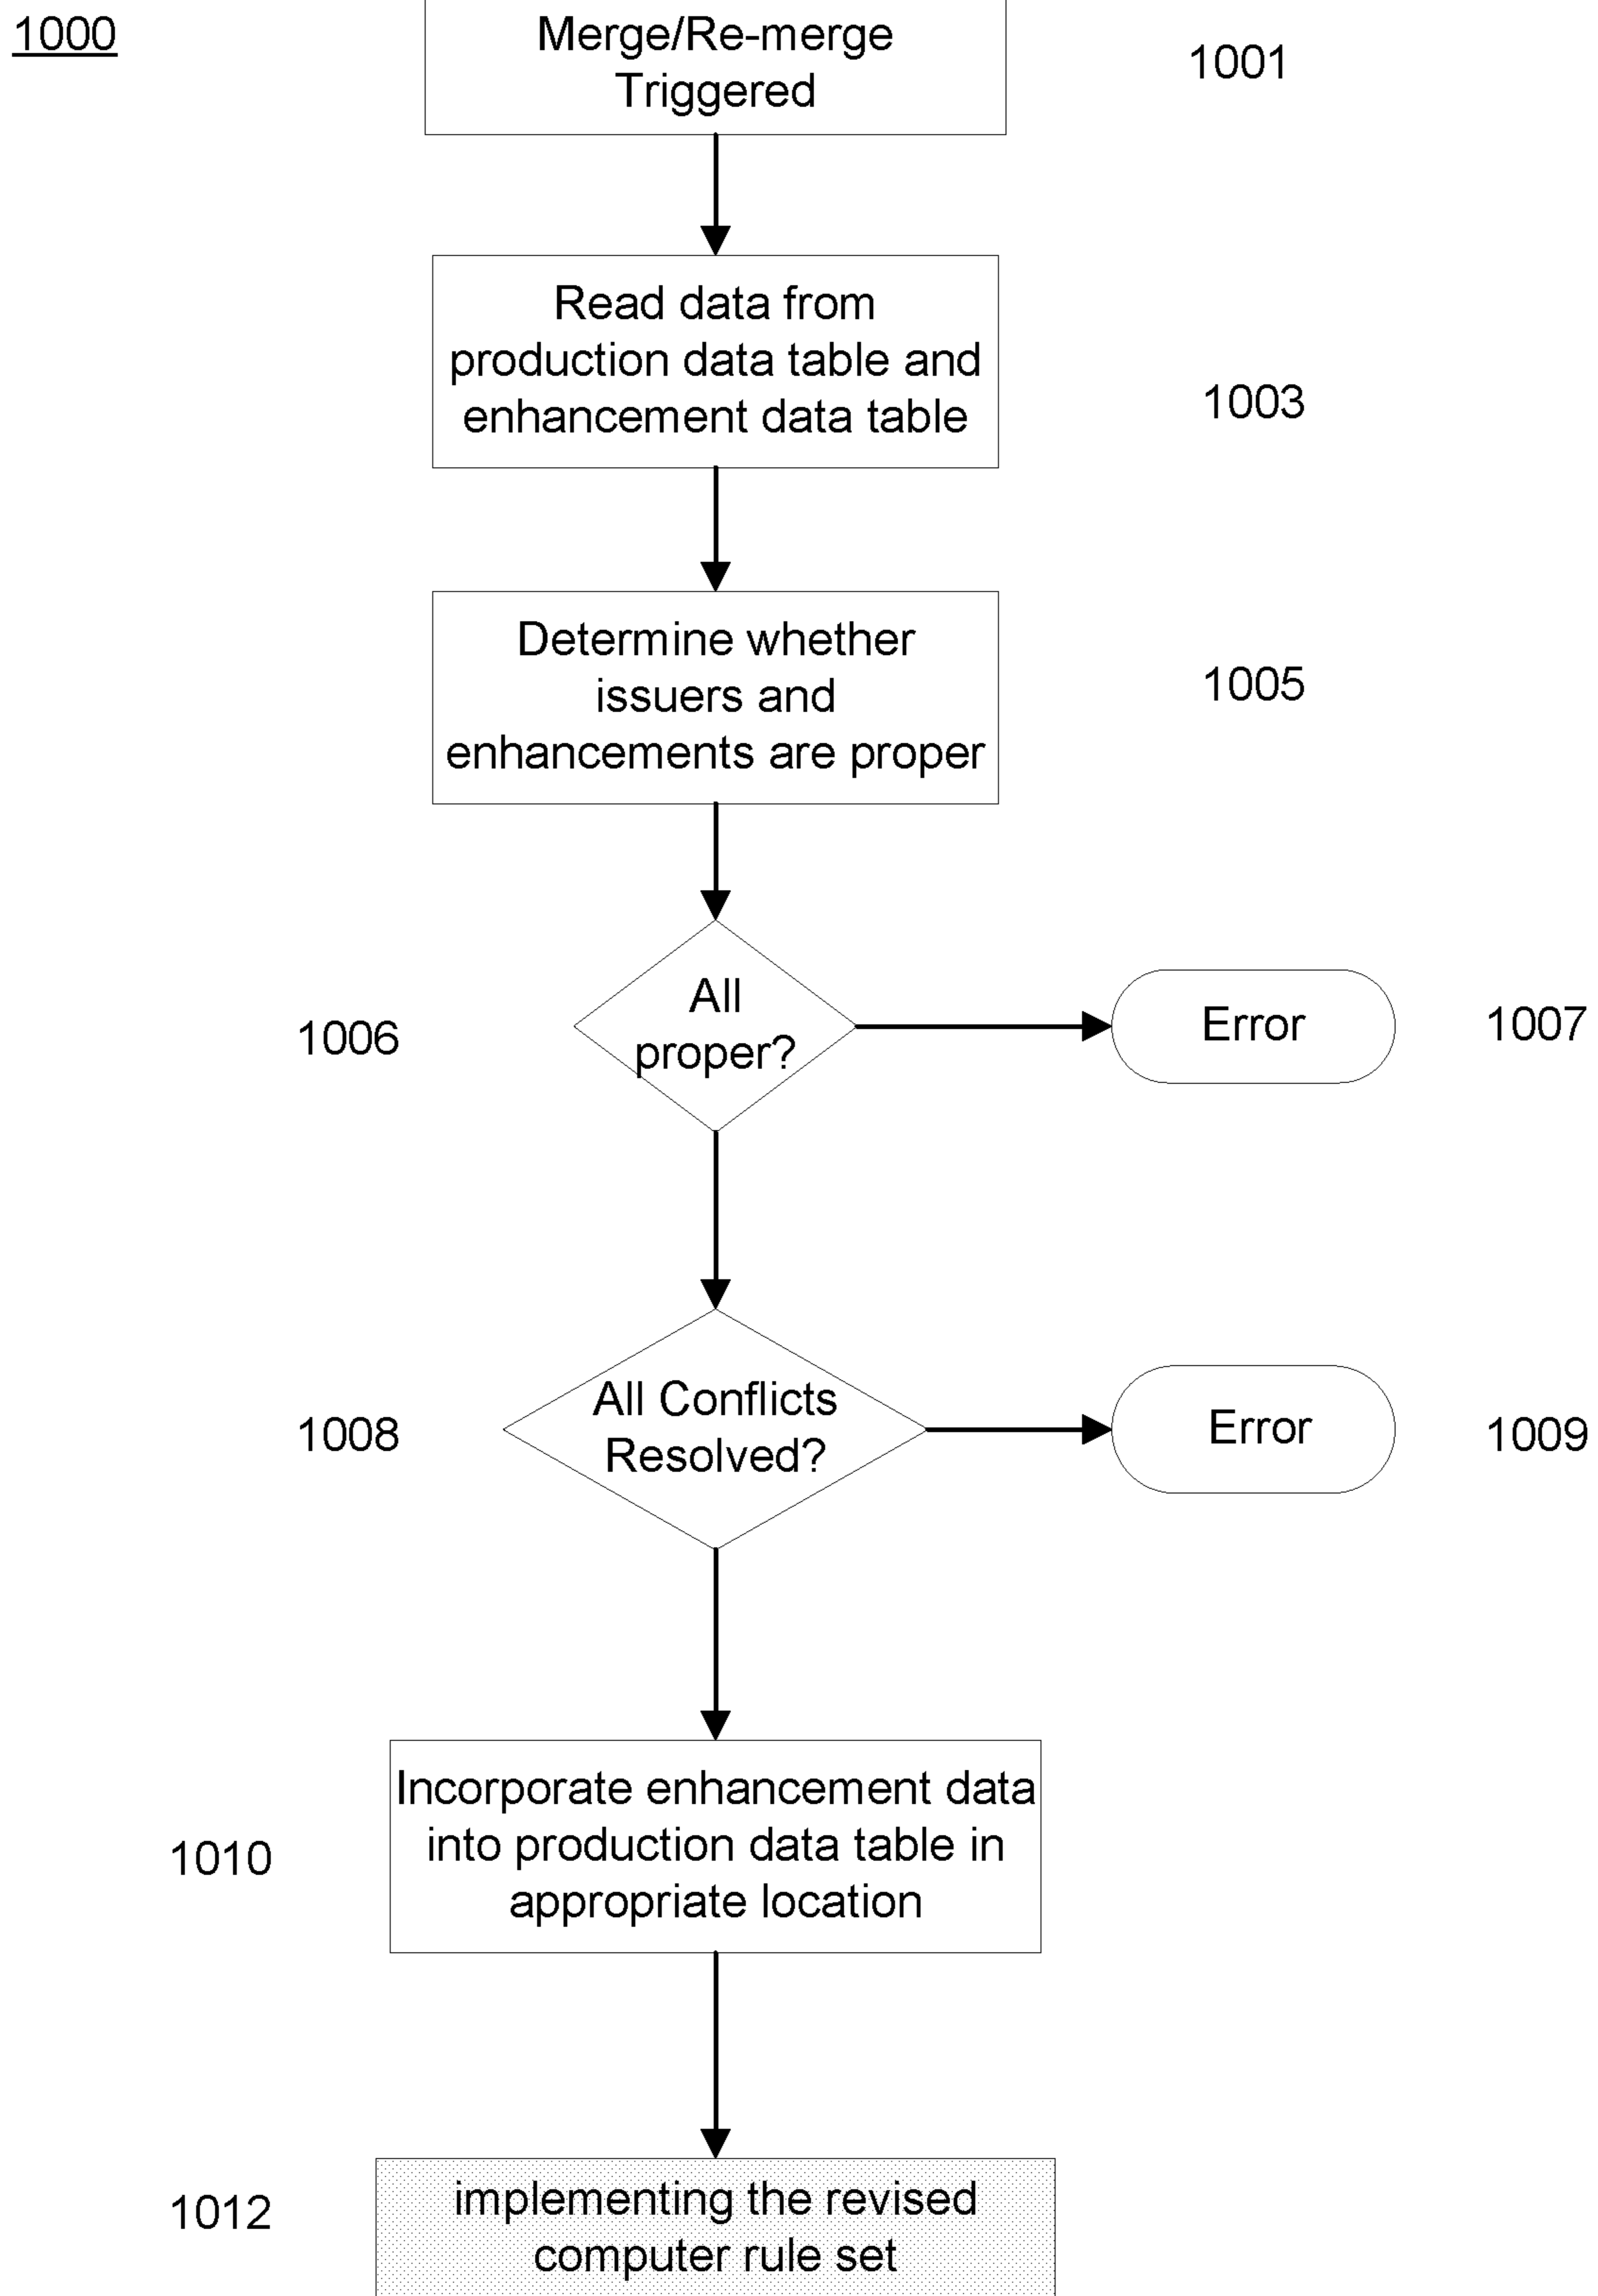 1000
Merge/Re-merge
Triggered
1001
Read data from
production data table and
enhancement data table
1003
Determine whether
issuers and
enhancements are proper
1005
All
proper?
1006
Error
1007
All Conflicts
Resolved?
1008
Error
1009
Incorporate enhancement data
into production data table in
appropriate location
1010
implementing the revised
computer rule set
1012